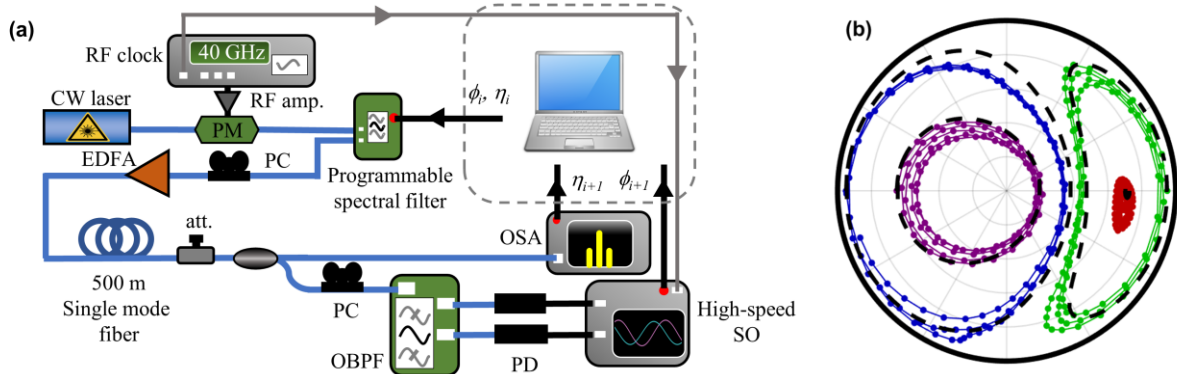 (a)
RF clock
40 GHz
RF amp.
CW laser
PM
EDFA
PC
ϕi, ηi
Programmable
spectral filter
ηi+1
ϕi+1
att.
OSA
500 m
Single mode
fiber
PC
OBPF
PD
High-speed
SO
(b)